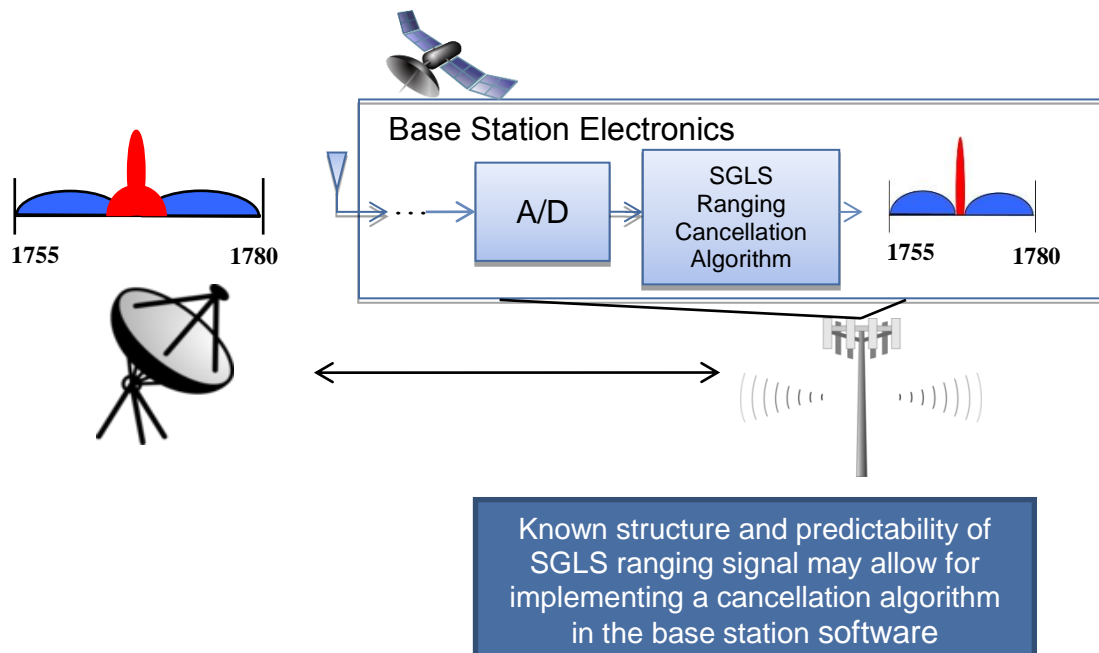 Base Station Electronics
1755
1780
. . .
A/D
SGLS
Ranging
Cancellation
Algorithm
1755
1780
Known structure and predictability of
SGLS ranging signal may allow for
implementing a cancellation algorithm
in the base station software